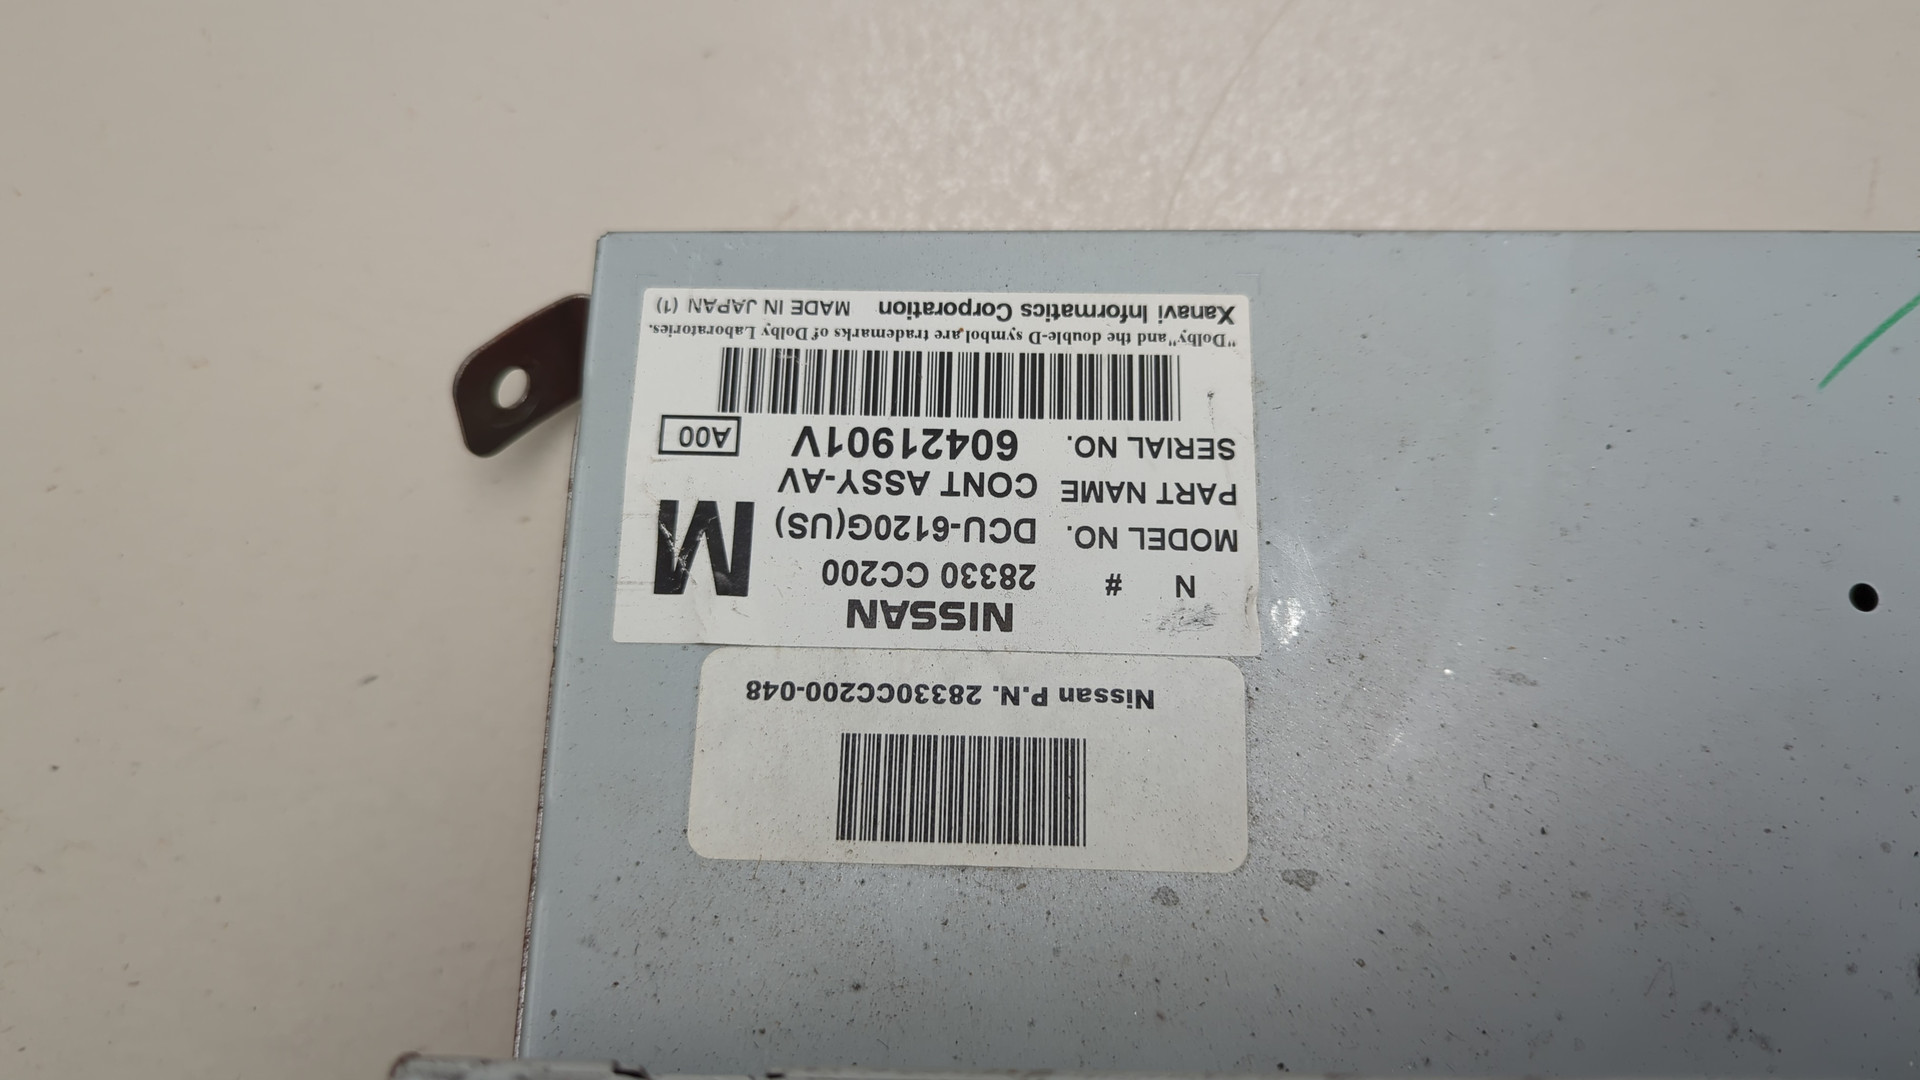 Nissan P.N. 28330CC200-048
NISSAN
N # 28330 CC200
MODEL NO. DCU-6120G(US)
M
PART NAME CONT ASSY-AV
SERIAL NO. 60421901V A00
"Dolby"and the double-D symbol are trademarks of Dolby Laboratories.
Xanavi Informatics Corporation MADE IN JAPAN (1)